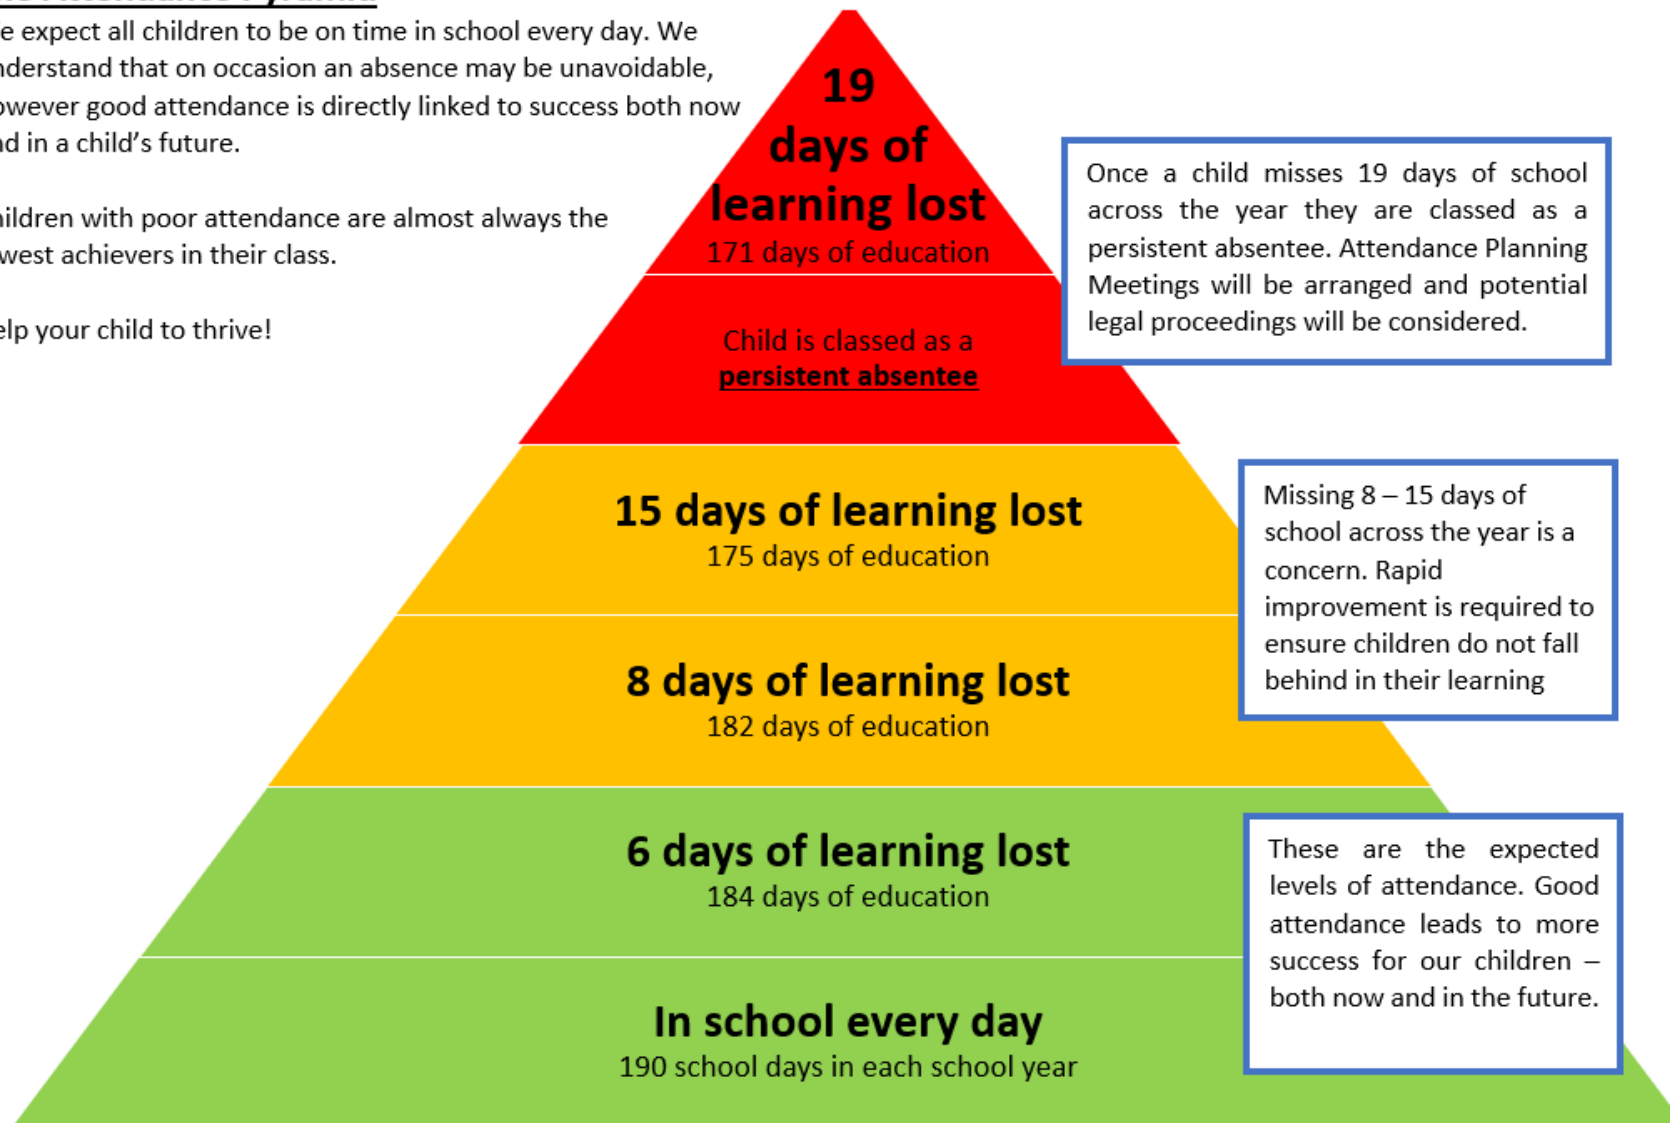 Attendance Pyramid
expect all children to be on time in school every day. We
understand that on occasion an absence may be unavoidable,
however good attendance is directly linked to success both now
and in a child's future.
children with poor attendance are almost always the
lowest achievers in their class.
help your child to thrive!
19
days of
learning lost
171 days of education
Child is classed as a
persistent absentee
Once a child misses 19 days of school
across the year they are classed as a
persistent absentee. Attendance Planning
Meetings will be arranged and potential
legal proceedings will be considered.
15 days of learning lost
175 days of education
Missing 8 – 15 days of
school across the year is a
concern. Rapid
improvement is required to
ensure children do not fall
behind in their learning
8 days of learning lost
182 days of education
6 days of learning lost
184 days of education
These are the expected
levels of attendance. Good
attendance leads to more
success for our children –
both now and in the future.
In school every day
190 school days in each school year